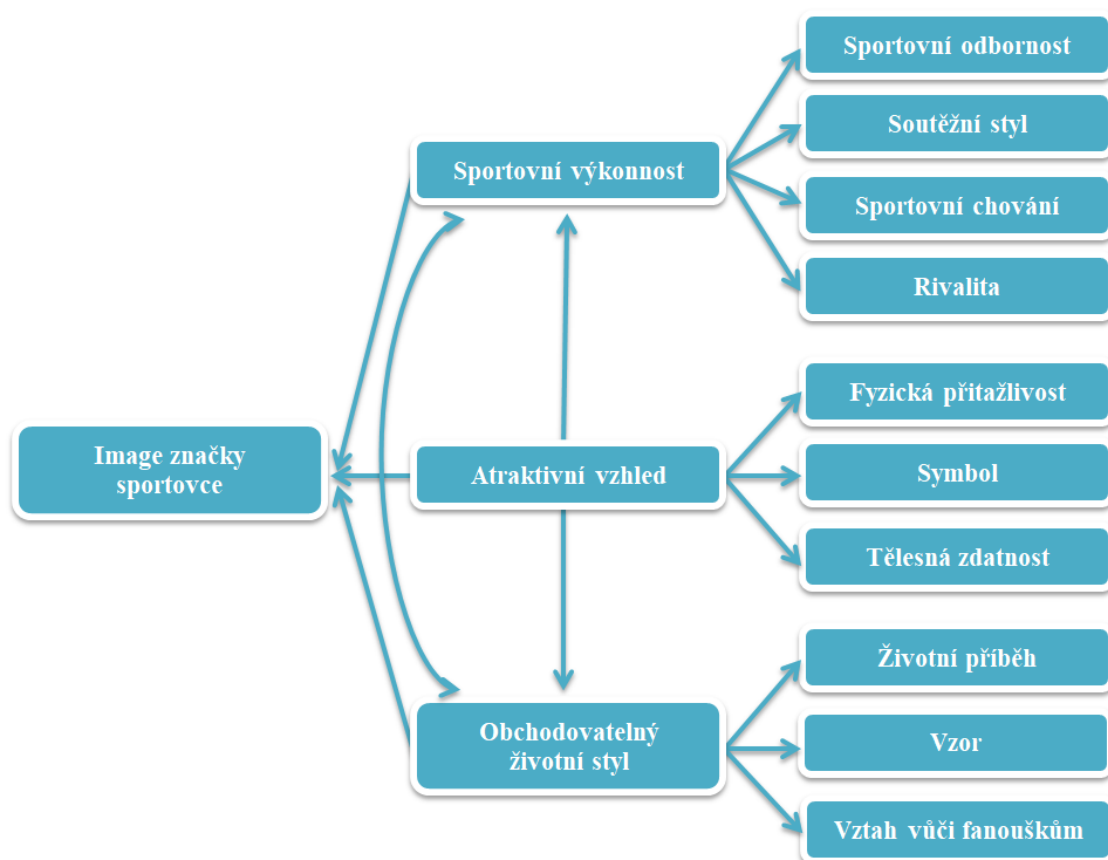 Sportovní odbornost
Soutěžní styl
Sportovní výkonnost
Sportovní chování
Rivalita
Fyzická přitažlivost
Image značky
sportovce
Atraktivní vzhled
Symbol
Tělesná zdatnost
Životní příběh
Obchodovatelný
životní styl
Vzor
Vztah vůči fanouškům